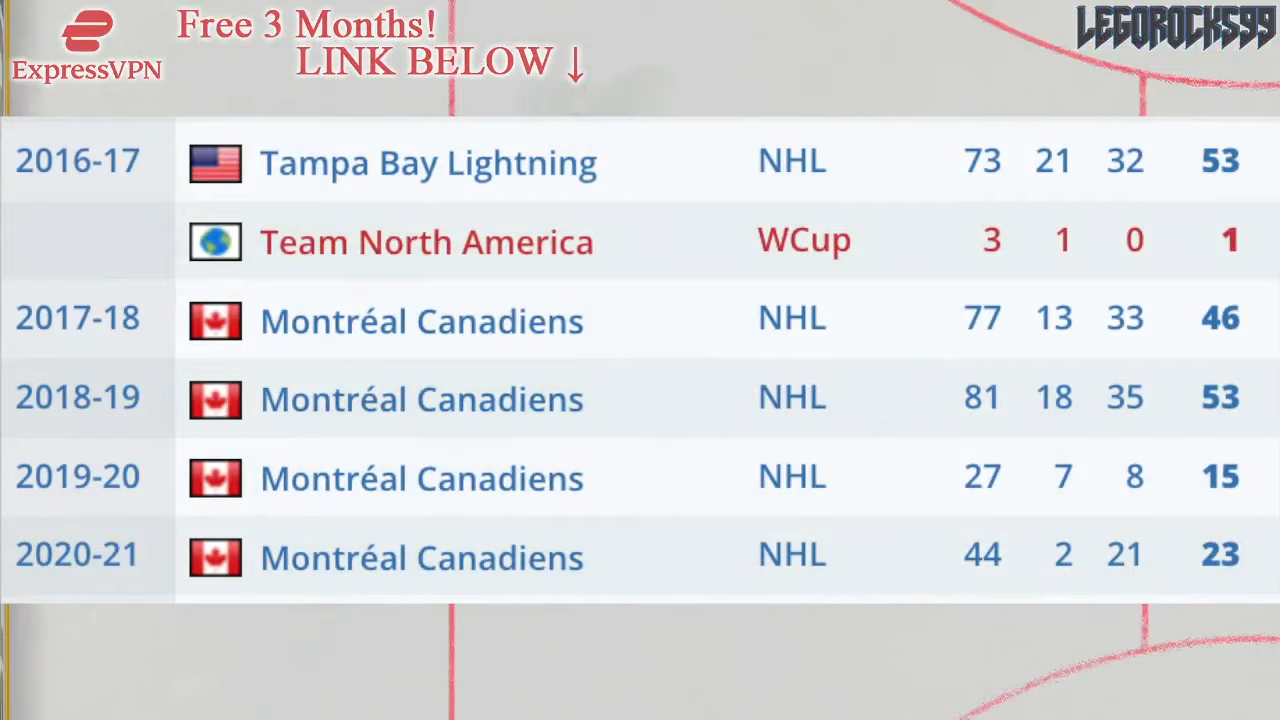 ExpressVPN
Free 3 Months!
LINK BELOW ↓
LEGOROCKS99
2016-17 Tampa Bay Lightning NHL 73 21 32 53
Team North America WCup 3 1 0 1
2017-18 Montréal Canadiens NHL 77 13 33 46
2018-19 Montréal Canadiens NHL 81 18 35 53
2019-20 Montréal Canadiens NHL 27 7 8 15
2020-21 Montréal Canadiens NHL 44 2 21 23